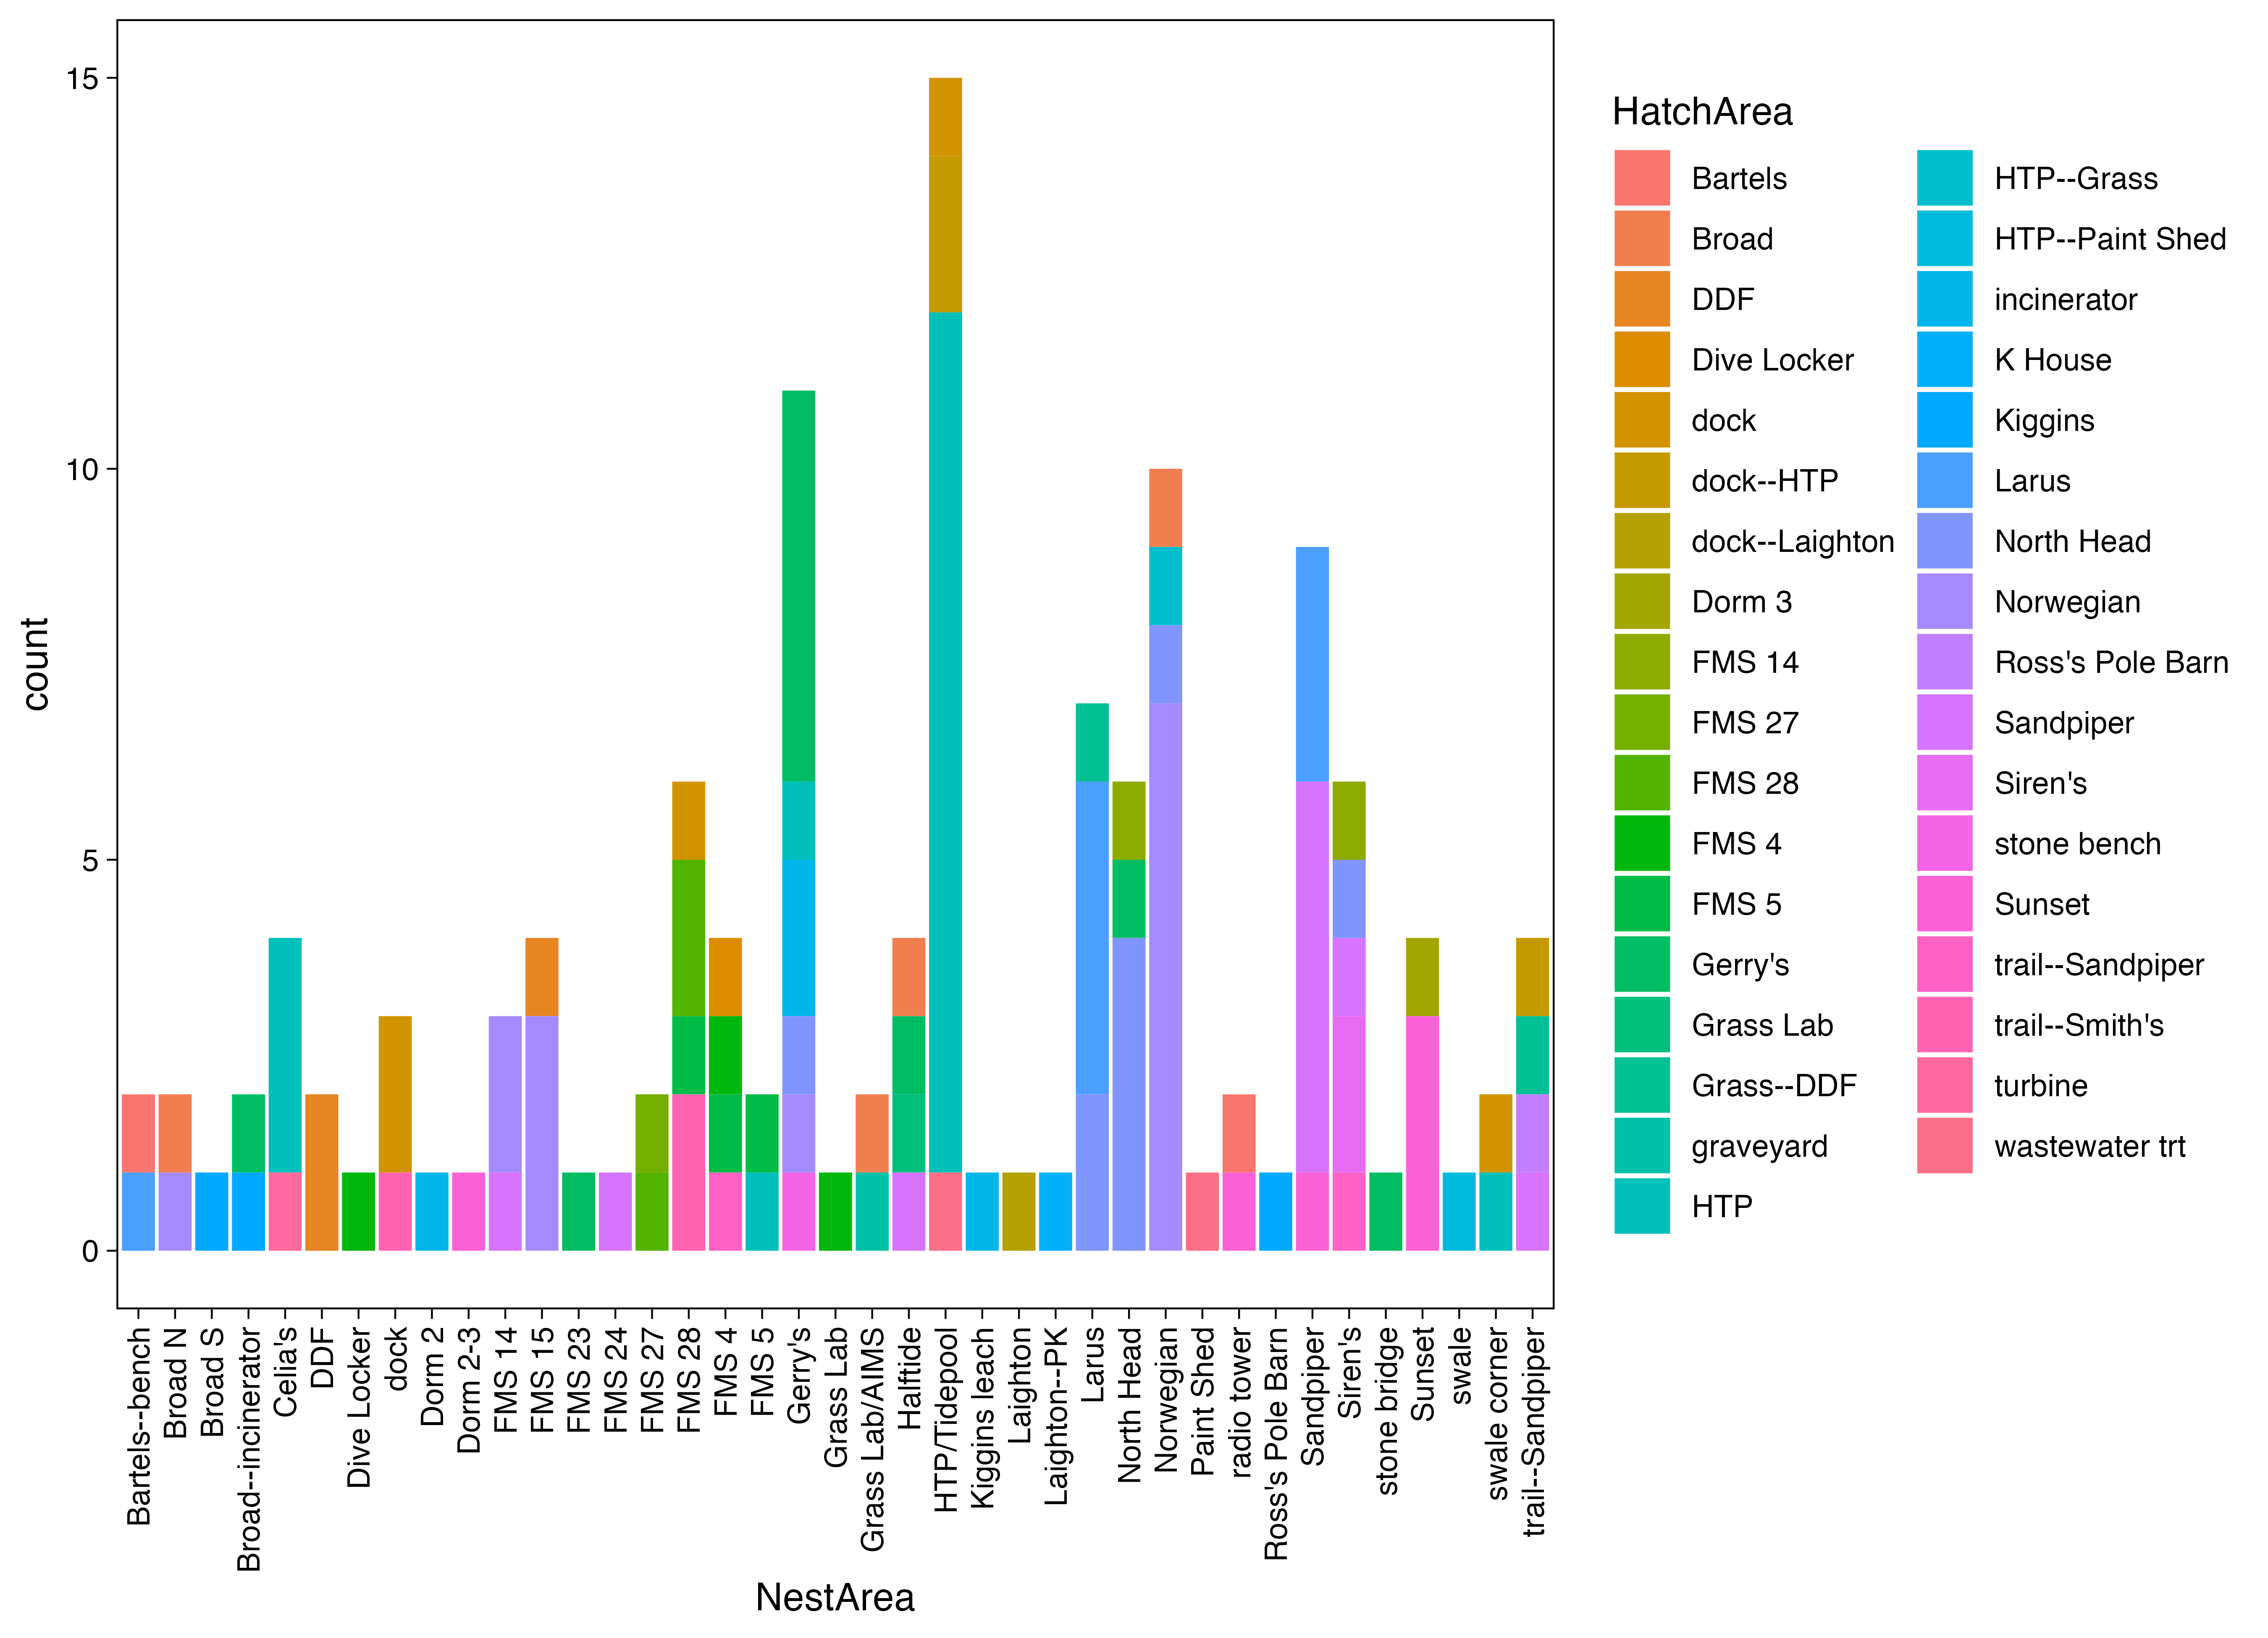 15
10
5
0
count
Bartels--bench
Broad N
Broad S
Broad--incinerator
Celia's
DDF
Dive Locker
dock
Dorm 2
Dorm 2-3
FMS 14
FMS 15
FMS 23
FMS 24
FMS 27
FMS 28
FMS 4
FMS 5
Gerry's
Grass Lab
Grass Lab/AIMS
Halftide
HTP/Tidepool
Kiggins leach
Laighton
Laighton--PK
Larus
North Head
Norwegian
Paint Shed
radio tower
Ross's Pole Barn
Sandpiper
Siren's
stone bridge
Sunset
swale
swale corner
trail--Sandpiper
NestArea
HatchArea
Bartels
Broad
DDF
Dive Locker
dock
dock--HTP
dock--Laighton
Dorm 3
FMS 14
FMS 27
FMS 28
FMS 4
FMS 5
Gerry's
Grass Lab
Grass--DDF
graveyard
HTP
HTP--Grass
HTP--Paint Shed
incinerator
K House
Kiggins
Larus
North Head
Norwegian
Ross's Pole Barn
Sandpiper
Siren's
stone bench
Sunset
trail--Sandpiper
trail--Smith's
turbine
wastewater trt